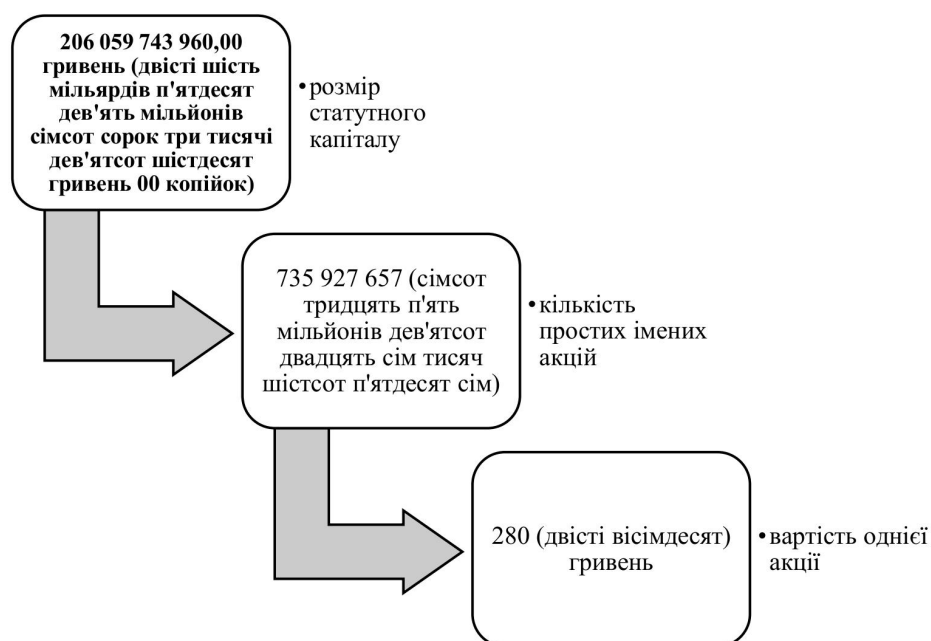 206 059 743 960,00
гривень (двісті шість
мільярдів п'ятдесят
дев'ять мільйонів
сімсот сорок три тисячі
дев'ятсот шістдесят
гривень 00 копійок)
•розмір
статутного
капіталу
735 927 657 (сімсот
тридцять п'ять
мільйонів дев'ятсот
двадцять сім тисяч
шістсот п'ятдесят сім)
•кількість
простих імених
акцій
280 (двісті вісімдесят)
гривень
•вартість однієї
акції